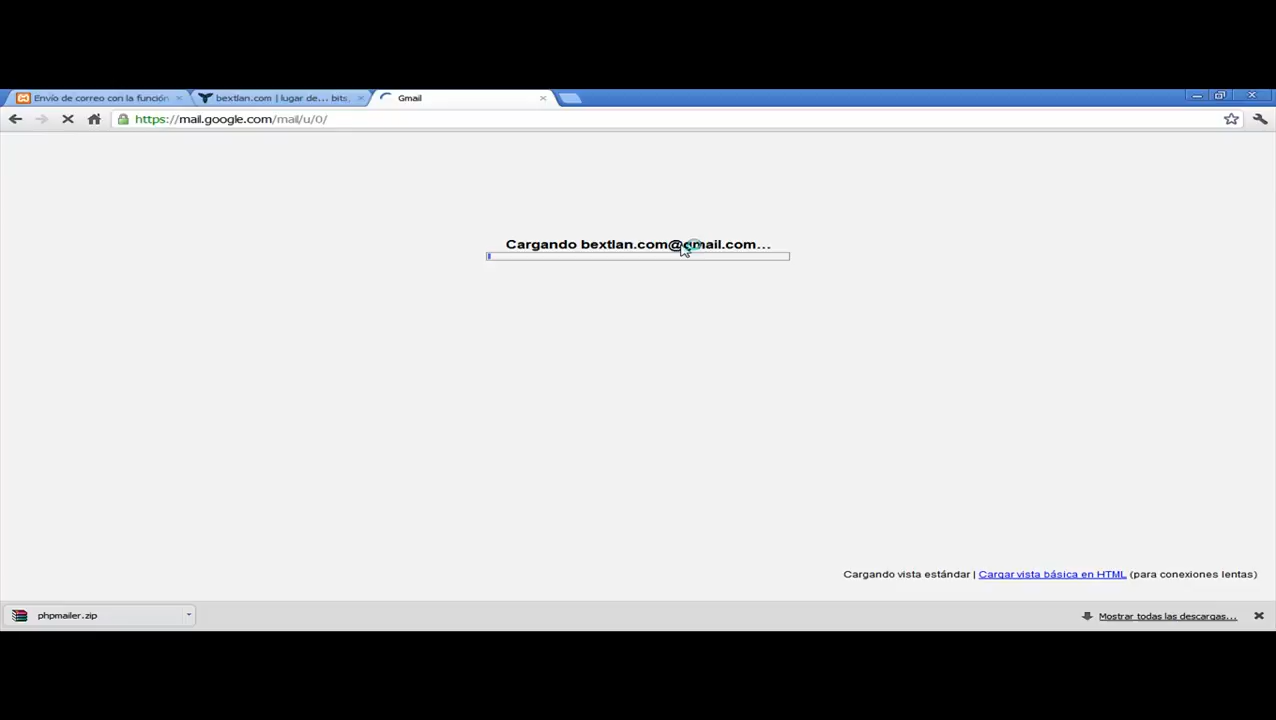 Envío de correo con la función
bextlan.com | lugar de... bits,
Gmail
https://mail.google.com/mail/u/0/
Cargando bextlan.com@gmail.com...
Cargando vista estándar | Cargar vista básica en HTML (para conexiones lentas)
phpmailer.zip
Mostrar todas las descargas...